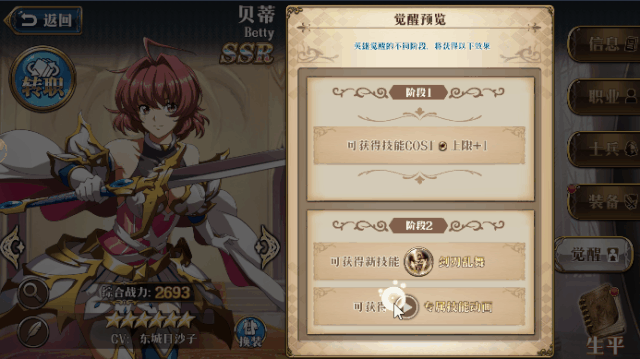 返回
贝蒂
Betty
SSR
转职
综合战力: 2693
CV: 东城日沙子
换装
觉醒预览
英雄觉醒的不同阶段，将获得以下效果
阶段1
可获得技能COST上限+1
阶段2
可获得新技能 剑刃乱舞
可获得 专属技能动画
信息
职业
士兵
装备
觉醒
生平